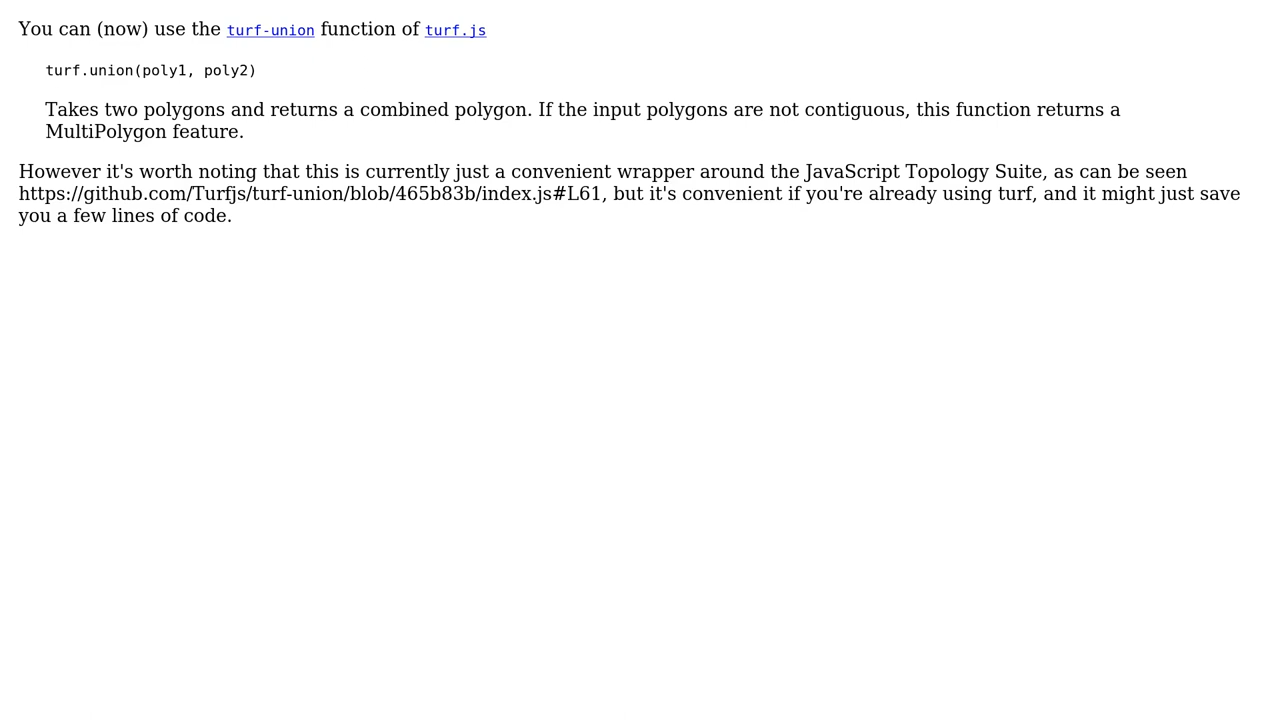 You can (now) use the turf-union function of turf.js
turf.union(poly1, poly2)
Takes two polygons and returns a combined polygon. If the input polygons are not contiguous, this function returns a
MultiPolygon feature.
However it's worth noting that this is currently just a convenient wrapper around the JavaScript Topology Suite, as can be seen
https://github.com/Turfjs/turf-union/blob/465b83b/index.js#L61, but it's convenient if you're already using turf, and it might just save
you a few lines of code.